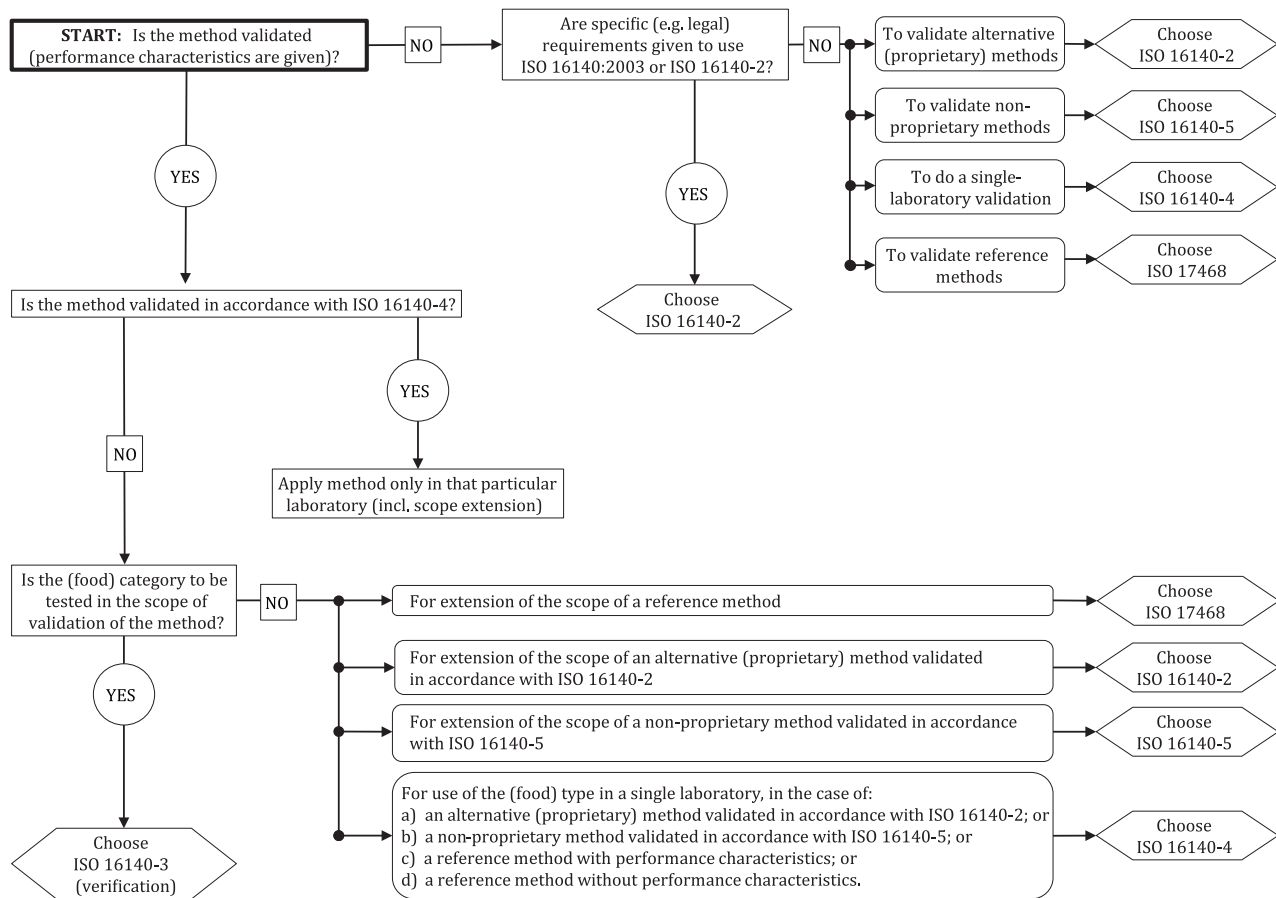 START: Is the method validated
(performance characteristics are given)?
NO
Are specific (e.g. legal)
requirements given to use
ISO 16140:2003 or ISO 16140-2?
NO
To validate alternative
(proprietary) methods
Choose
ISO 16140-2
To validate non-
proprietary methods
Choose
ISO 16140-5
YES
YES
To do a single-
laboratory validation
Choose
ISO 16140-4
To validate reference
methods
Choose
ISO 17468
Is the method validated in accordance with ISO 16140-4?
Choose
ISO 16140-2
YES
NO
Apply method only in that particular
laboratory (incl. scope extension)
Is the (food) category to be
tested in the scope of
validation of the method?
NO
For extension of the scope of a reference method
Choose
ISO 17468
For extension of the scope of an alternative (proprietary) method validated
in accordance with ISO 16140-2
Choose
ISO 16140-2
YES
For extension of the scope of a non-proprietary method validated in accordance
with ISO 16140-5
Choose
ISO 16140-5
For use of the (food) type in a single laboratory, in the case of:
a) an alternative (proprietary) method validated in accordance with ISO 16140-2; or
b) a non-proprietary method validated in accordance with ISO 16140-5; or
c) a reference method with performance characteristics; or
d) a reference method without performance characteristics.
Choose
ISO 16140-4
Choose
ISO 16140-3
(verification)